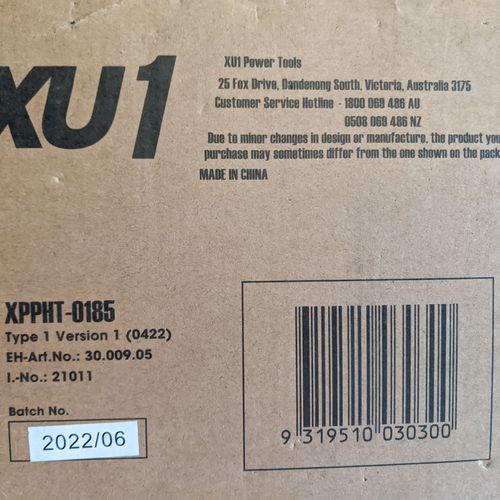 XU1
XU1 Power Tools
25 Fox Drive, Dandenong South, Victoria, Australia 3175
Customer Service Hotline - 1800 069 486 AU
0508 069 486 NZ
Due to minor changes in design or manufacture, the product you
purchase may sometimes differ from the one shown on the pack
MADE IN CHINA
XPPHT-0185
Type 1 Version 1 (0422)
EH-Art.No.: 30.009.05
I.-No.: 21011
Batch No.
2022/06
9 319510 030300